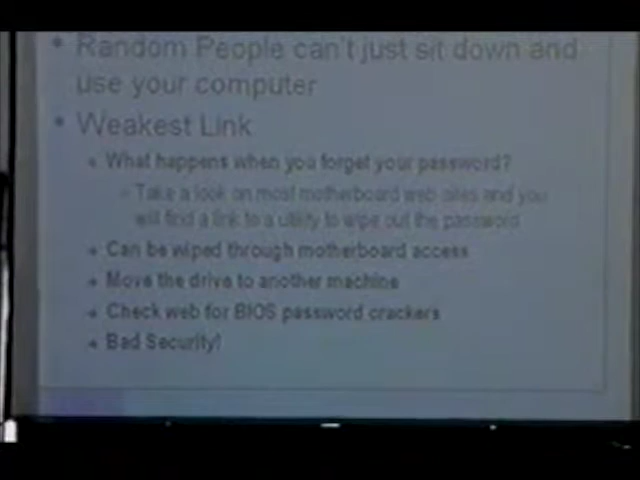 • Random People can't just sit down and
use your computer
• Weakest Link
What happens when you forget your password?
Take a look on most motherboard web sites and you
will find a link to a utility to wipe out the password
Can be wiped through motherboard access
Move the drive to another machine
Check web for BIOS password crackers
Bad Security!